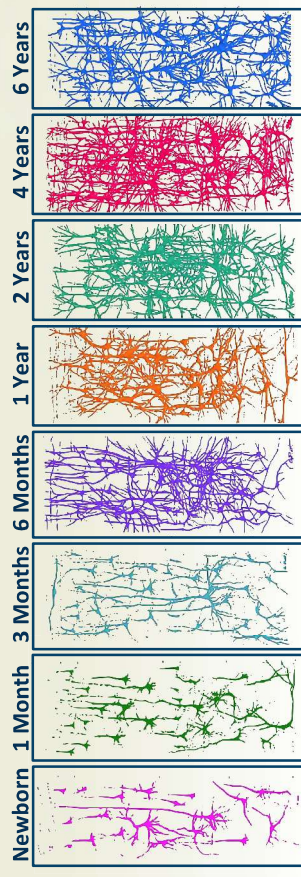 Newborn
1 Month
3 Months
6 Months
1 Year
2 Years
4 Years
6 Years